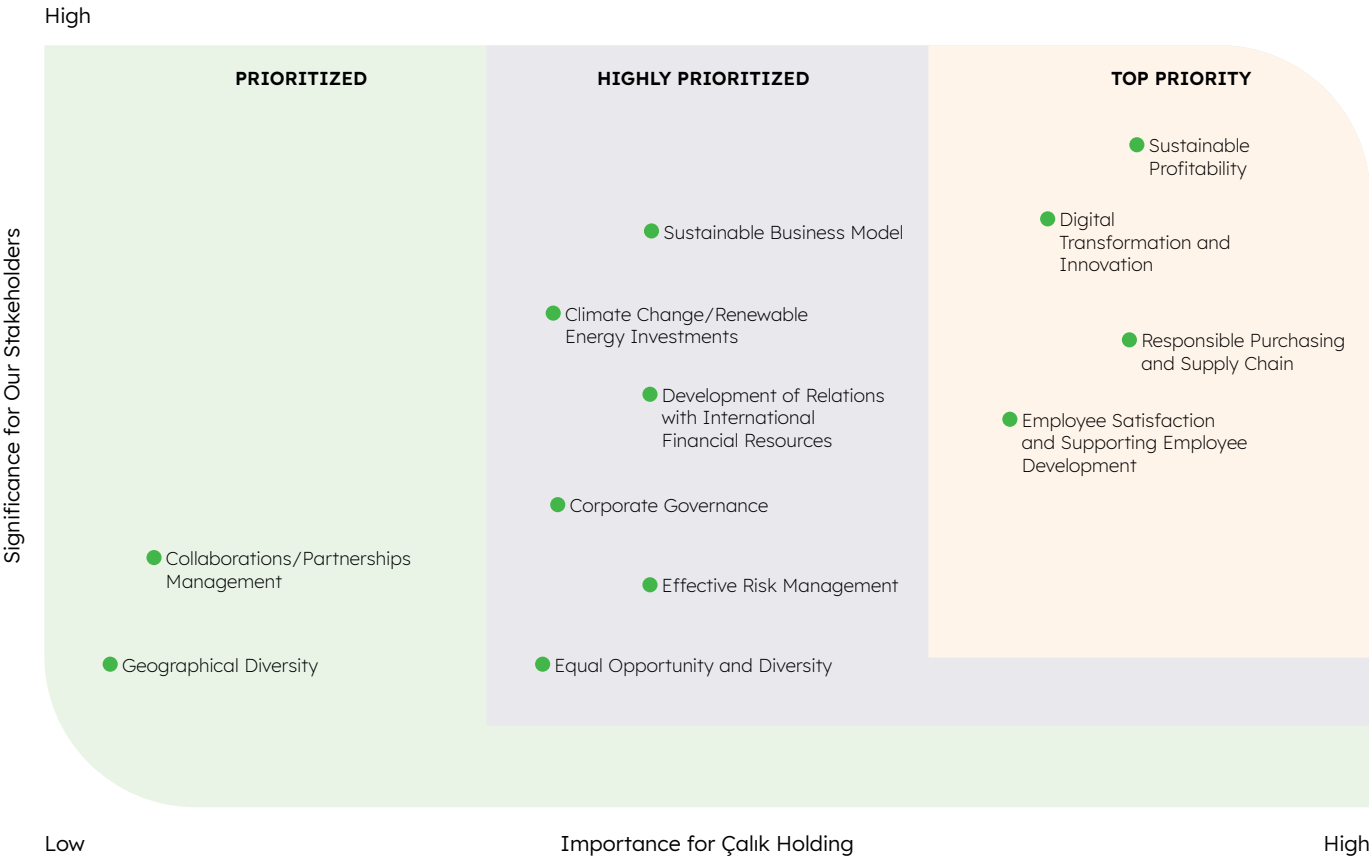 High
PRIORITIZED
HIGHLY PRIORITIZED
TOP PRIORITY
Significance for Our Stakeholders
Collaborations/Partnerships
Management
Geographical Diversity
Sustainable Business Model
Climate Change/Renewable
Energy Investments
Development of Relations
with International
Financial Resources
Corporate Governance
Effective Risk Management
Equal Opportunity and Diversity
Sustainable
Profitability
Digital
Transformation and
Innovation
Responsible Purchasing
and Supply Chain
Employee Satisfaction
and Supporting Employee
Development
Low
Importance for Çalık Holding
High